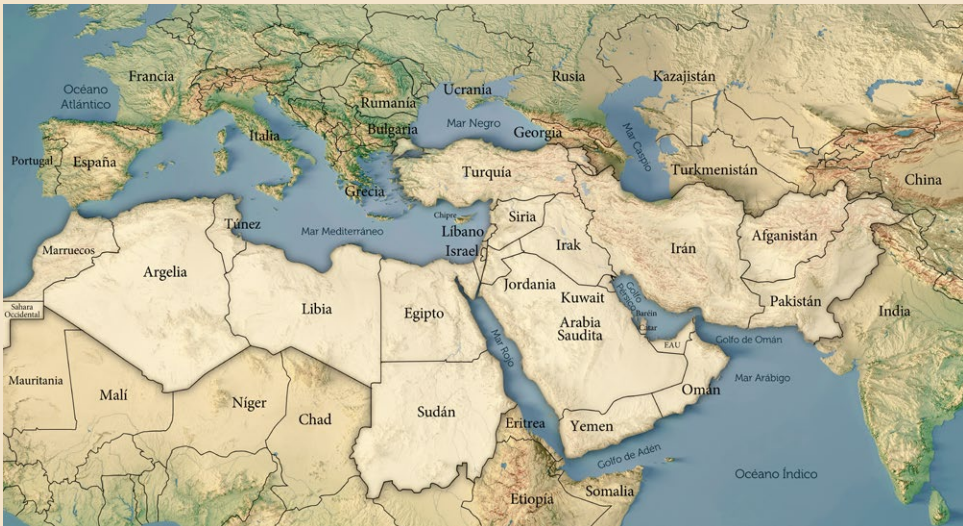 Francia
Océano
Atlántico
Ucrania
Rusia
Kazajistán
Rumanía
Bulgaria
Mar Negro
Georgia
Mar Caspio
Italia
Portugal
España
Grecia
Turquía
Turkmenistán
China
Túnez
Mar Mediterráneo
Chipre
Siria
Líbano
Israel
Irak
Irán
Afganistán
Marruecos
Argelia
Jordania
Kuwait
Golfo
Pérsico
Baréin
Catar
Pakistán
India
Sahara
Occidental
Libia
Egipto
Arabia
Saudita
EAU
Golfo de Omán
Mar Rojo
Mar Arábigo
Omán
Mauritania
Malí
Níger
Chad
Sudán
Eritrea
Yemen
Golfo de Adén
Océano Índico
Etiopía
Somalia